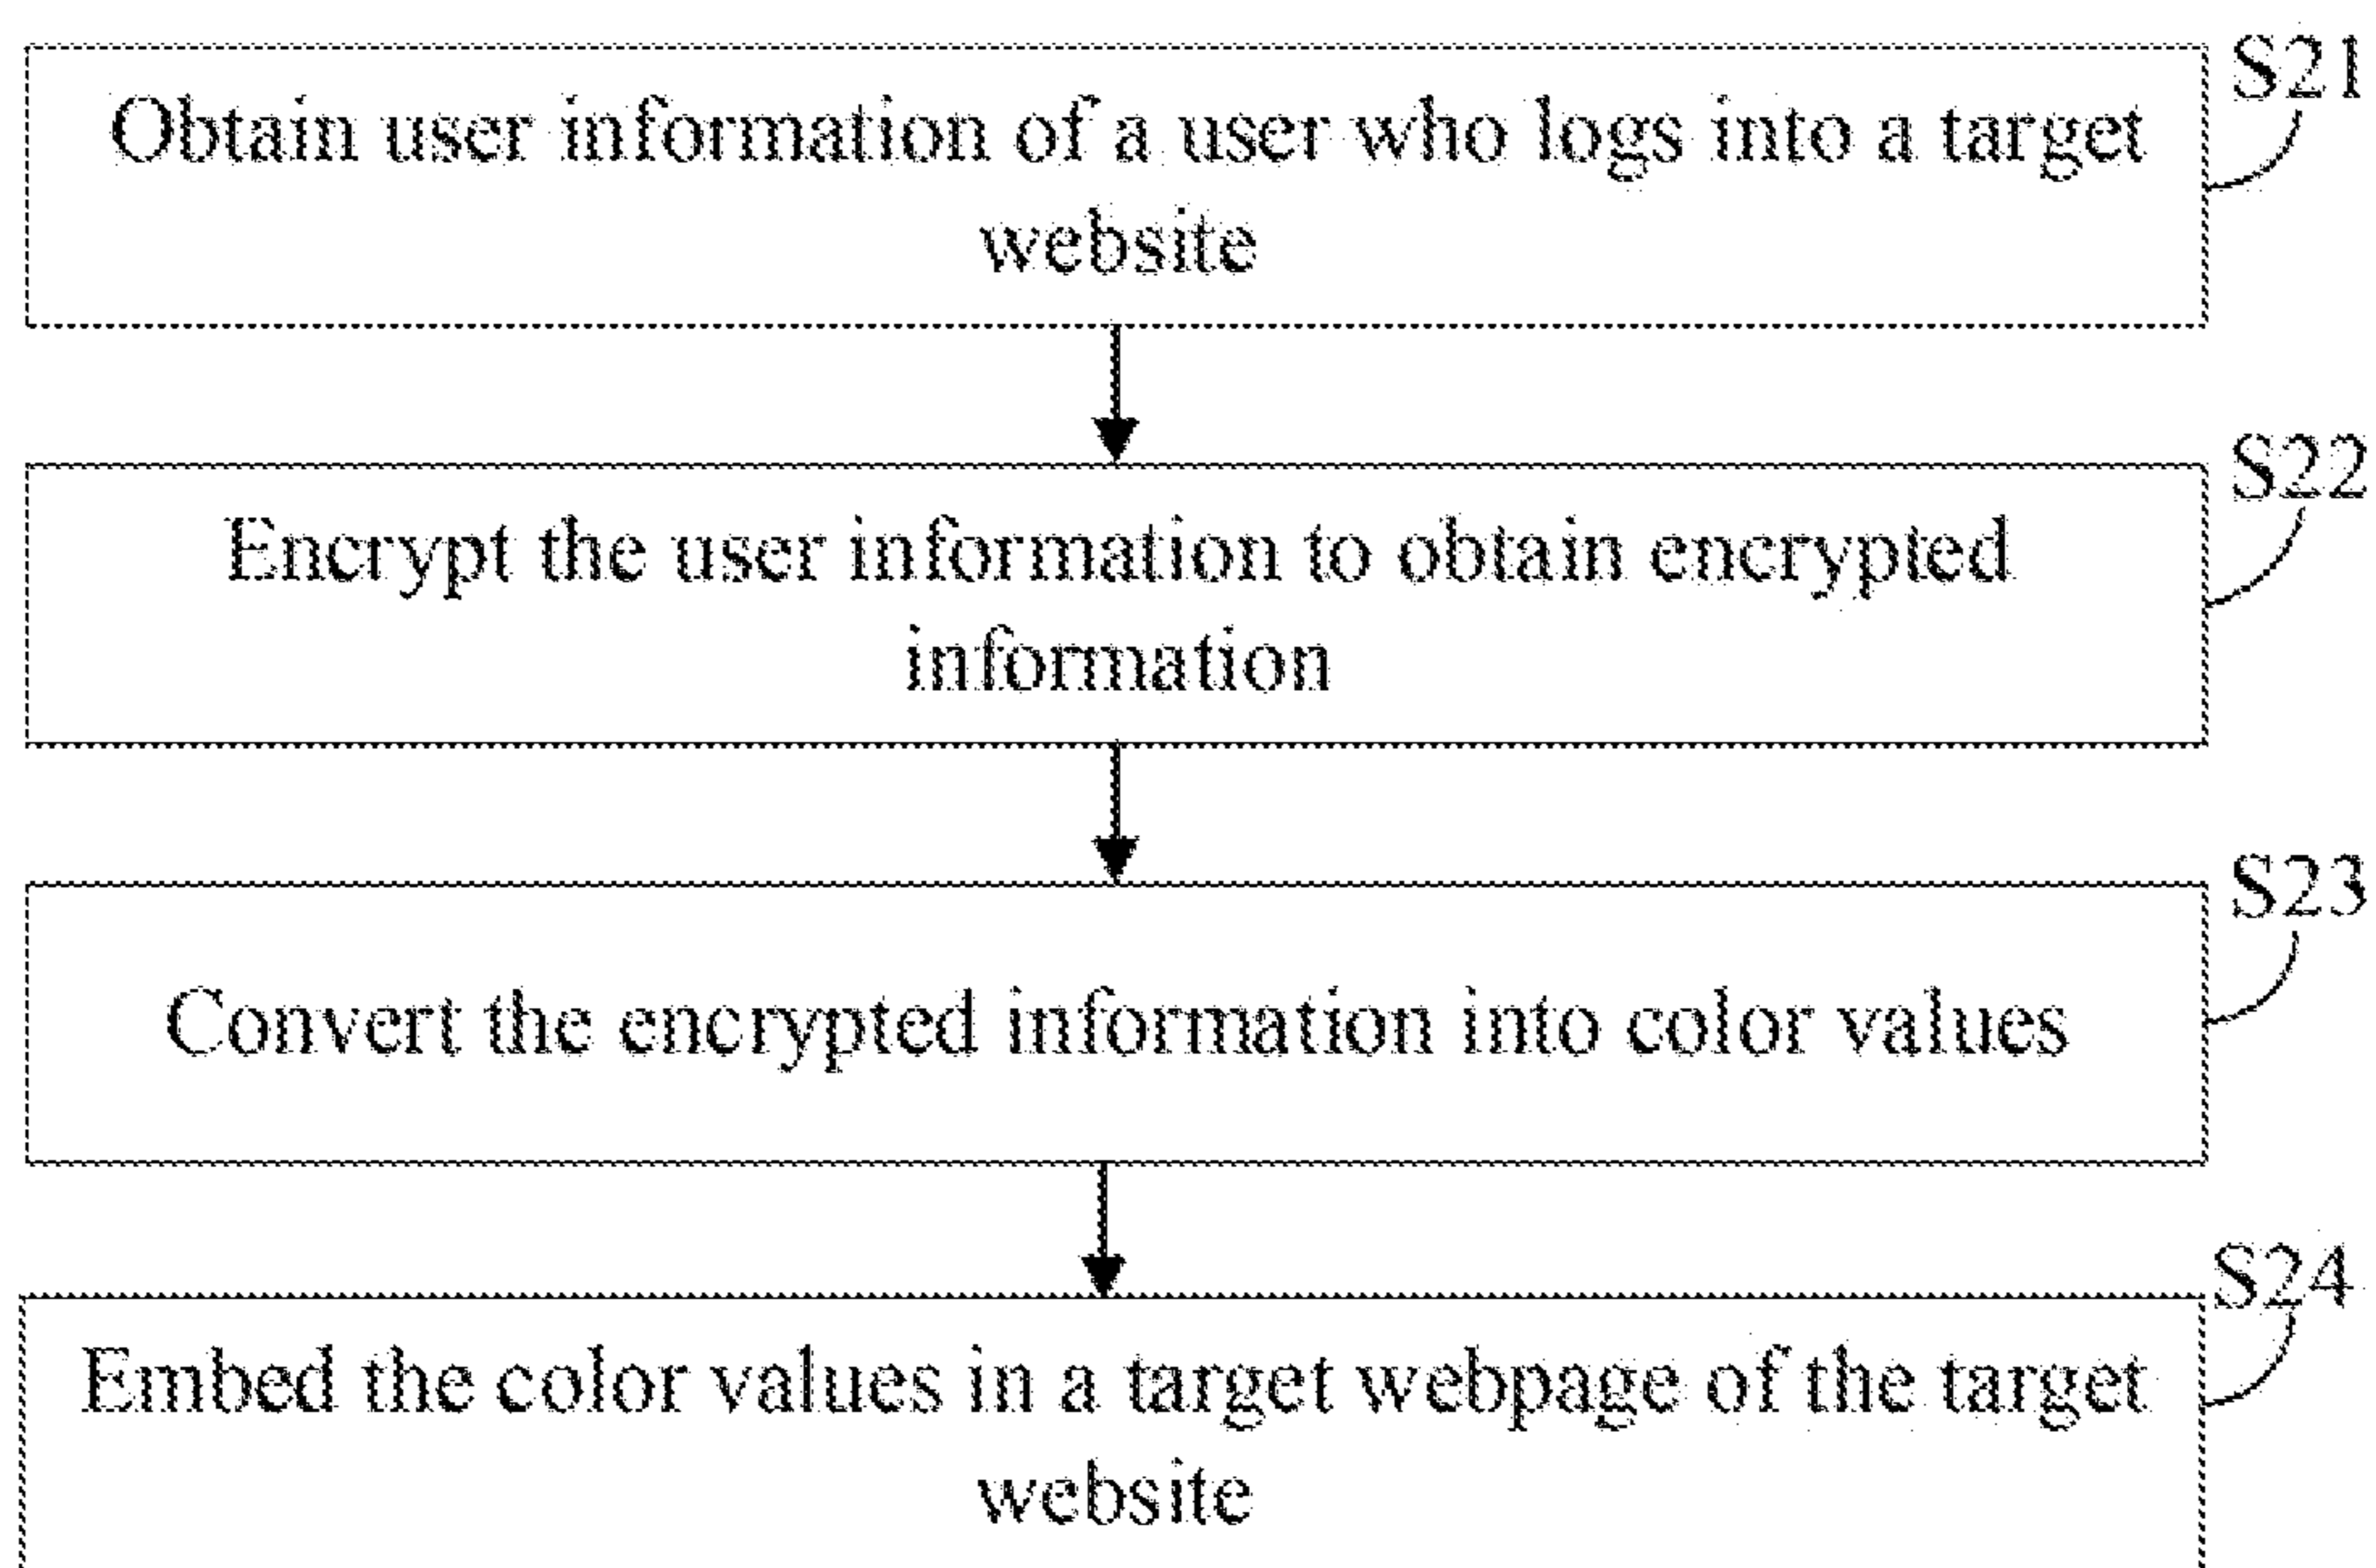 S21
Obtain user information of a user who logs into a target
website
S22
Encrypt the user information to obtain encrypted
information
S23
Convert the encrypted information into color values
S24
Embed the color values in a target webpage of the target
website